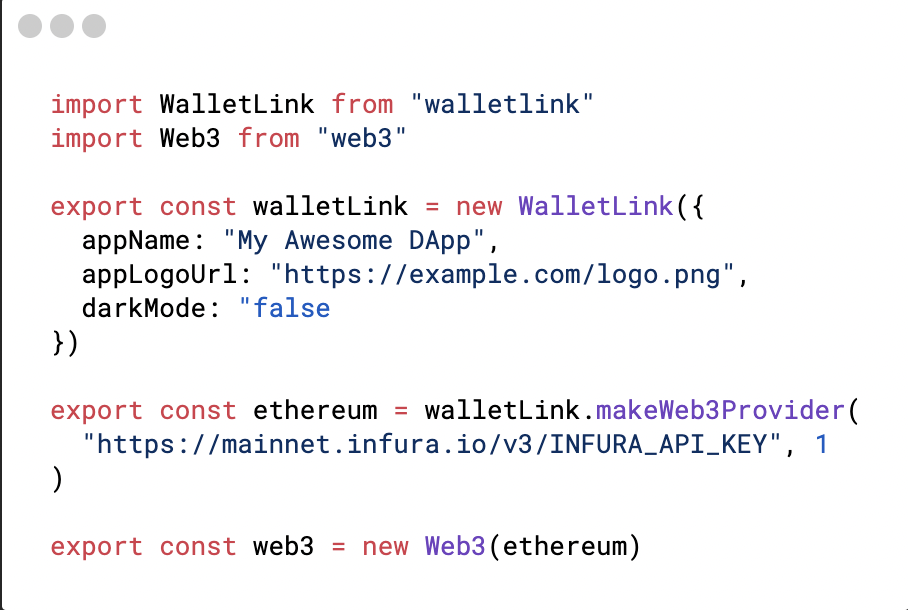 import WalletLink from "walletlink"
import Web3 from "web3"
export const walletLink = new WalletLink({
appName: "My Awesome DApp",
appLogoUrl: "https://example.com/logo.png",
darkMode: "false
})
export const ethereum = walletLink.makeWeb3Provider(
"https://mainnet.infura.io/v3/INFURA_API_KEY", 1
)
export const web3 = new Web3(ethereum)